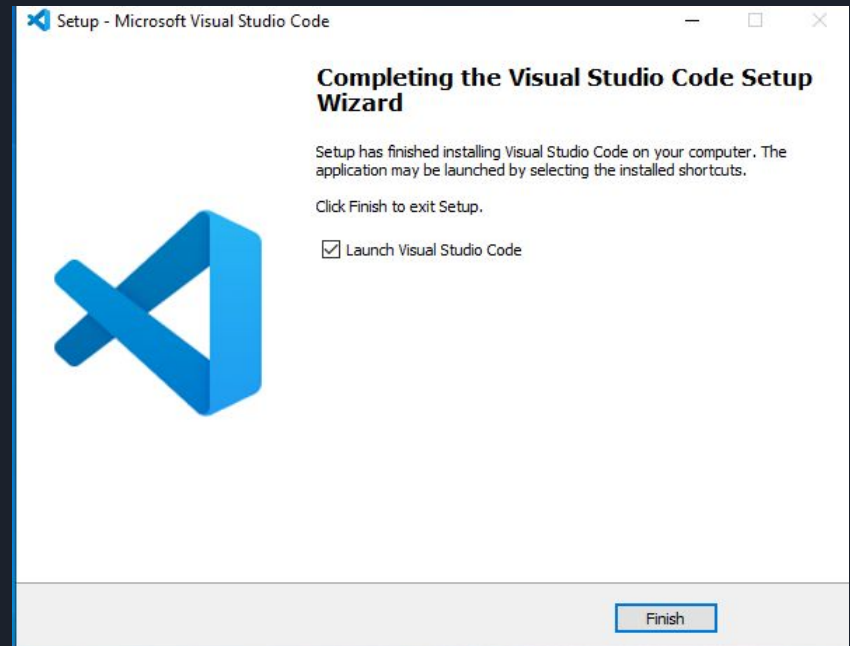 Setup - Microsoft Visual Studio Code
Completing the Visual Studio Code Setup
Wizard
Setup has finished installing Visual Studio Code on your computer. The
application may be launched by selecting the installed shortcuts.
Click Finish to exit Setup.
Launch Visual Studio Code
Finish